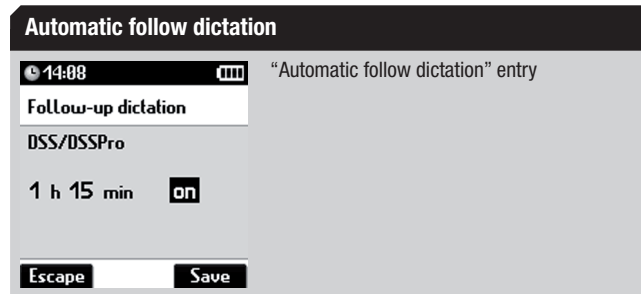 Automatic follow dictation
14:08
“Automatic follow dictation” entry
Follow-up dictation
DSS/DSSPro
1 h 15 min on
Escape Save